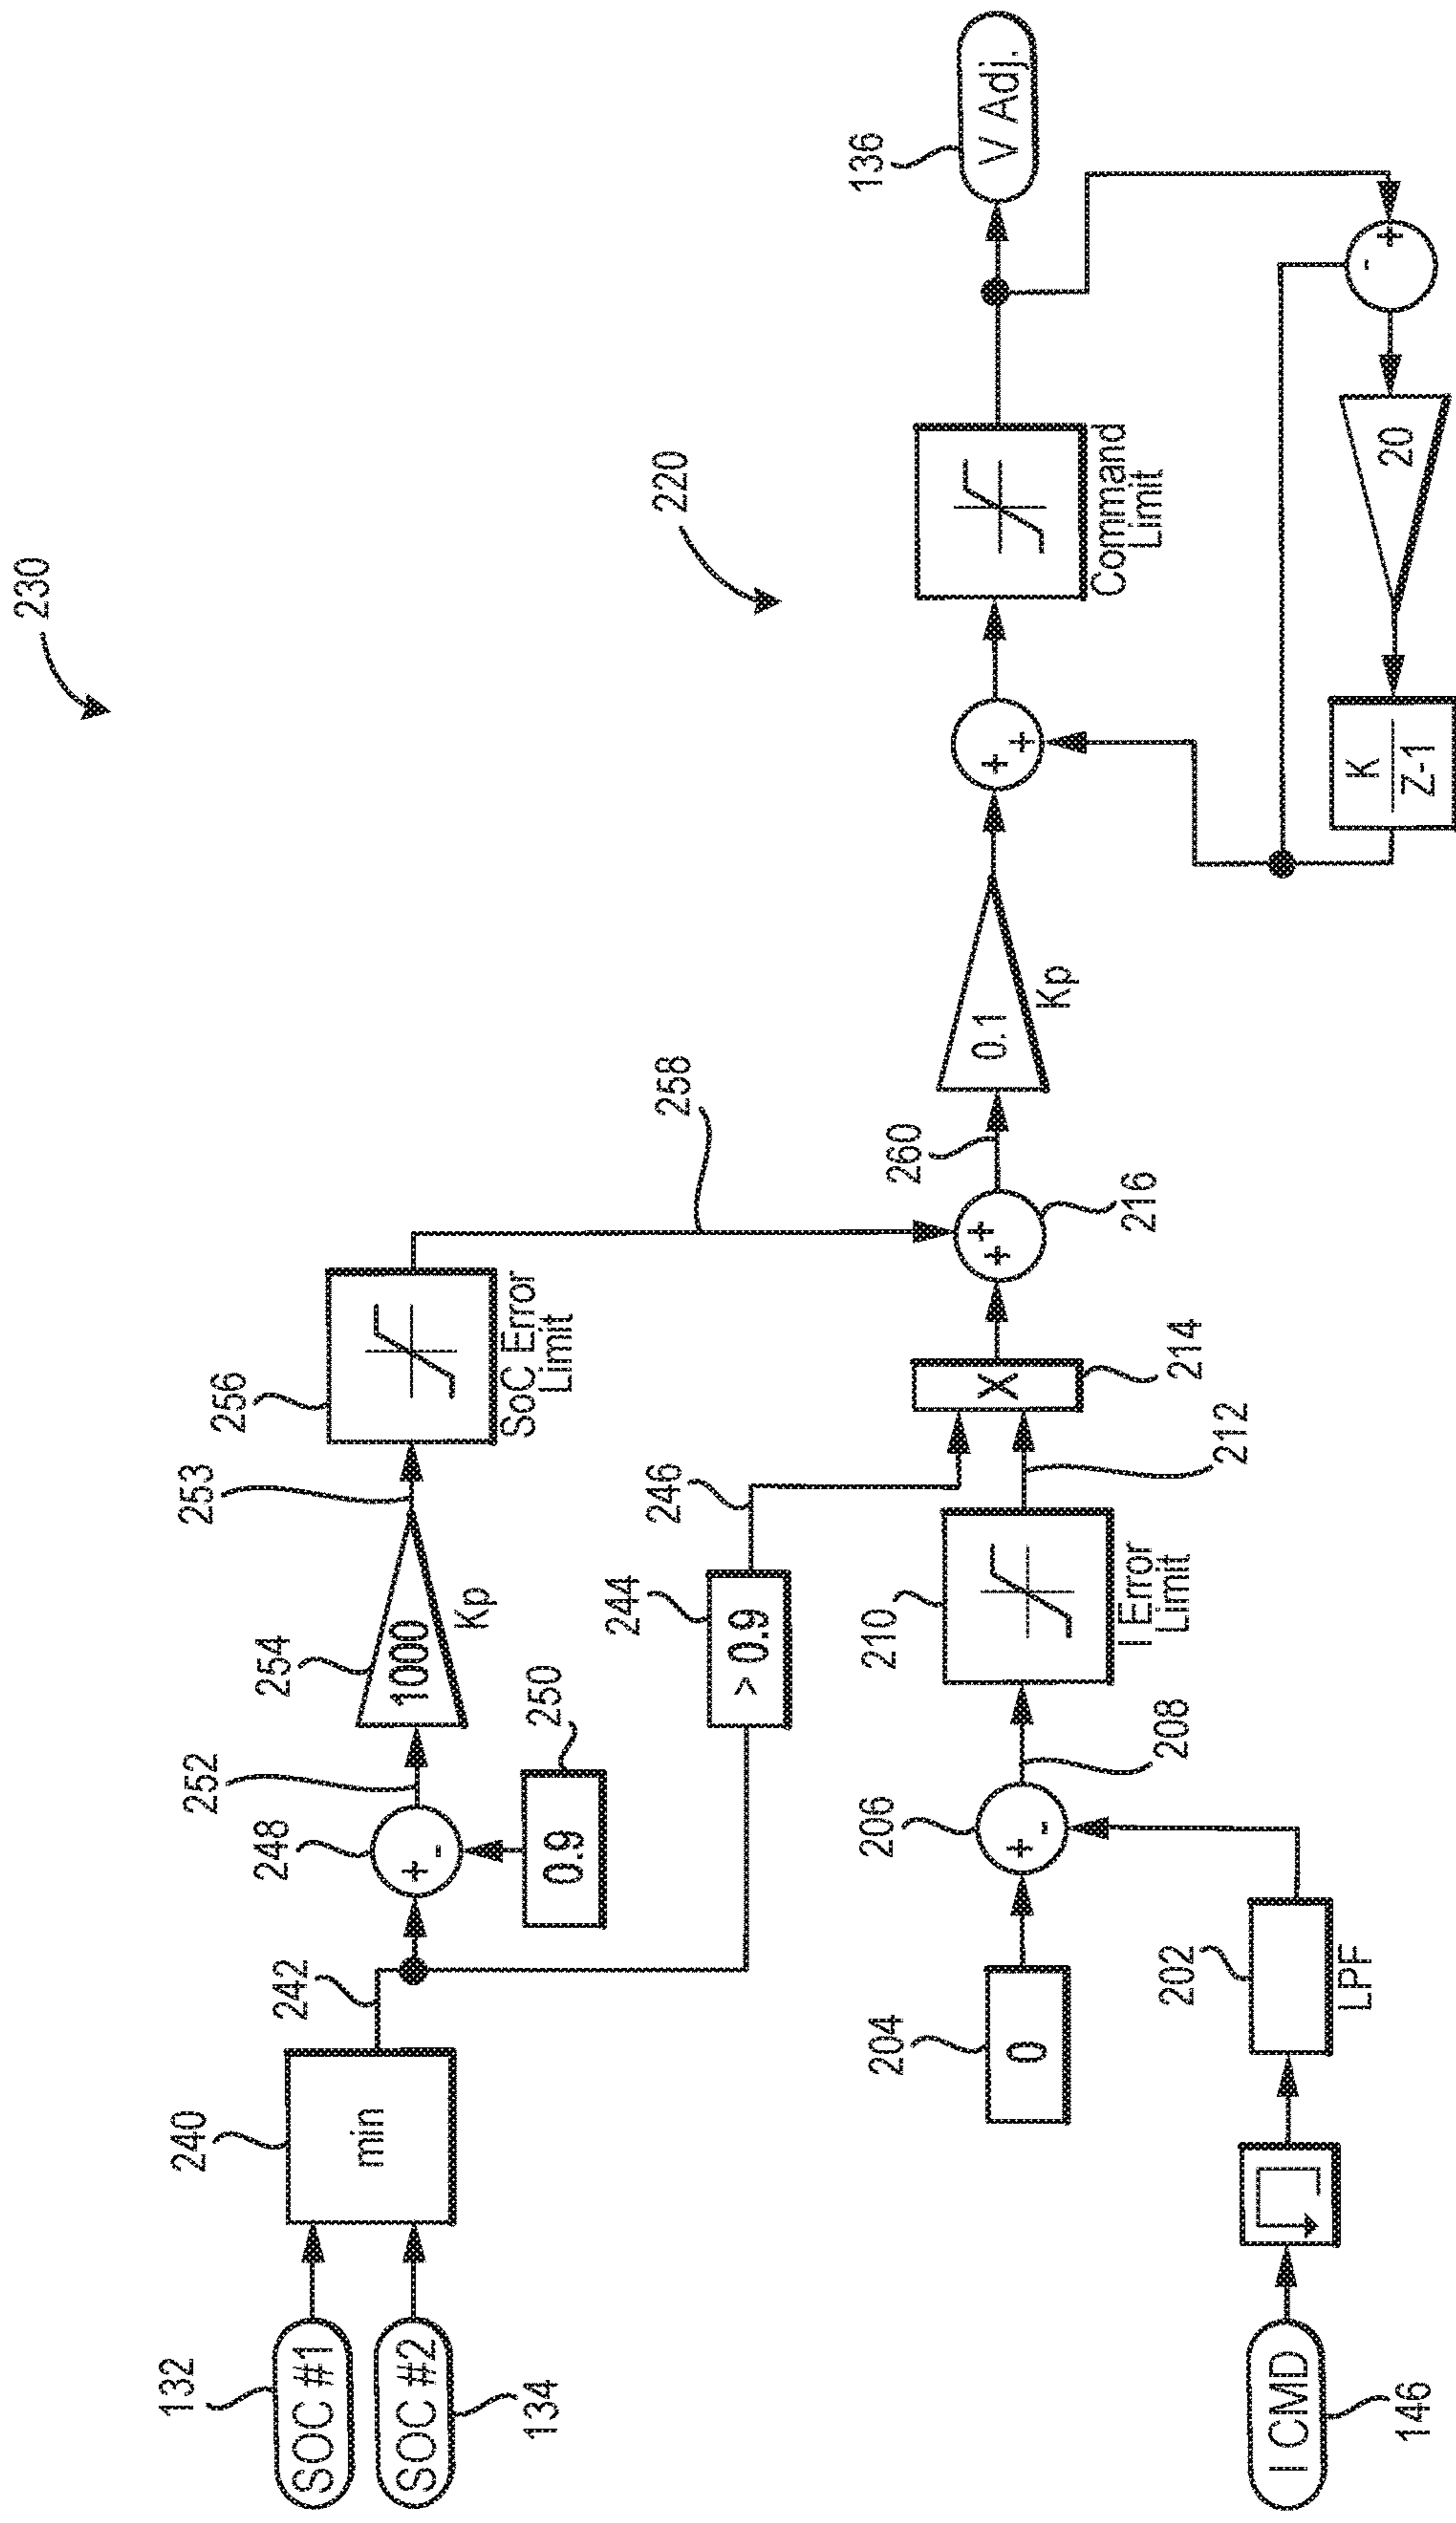 230
132
SOC #1
SOC #2
134
240
min
242
248
+
-
252
0.9
250
254
1000
Kp
253
256
SoC Error
Limit
258
244
> 0.9
246
I CMD
146
202
LPF
204
0
206
+
-
208
210
I Error
Limit
212
X
214
+
+
216
260
0.1
Kp
220
+
+
Command
Limit
136
V Adj.
+
-
20
K
Z-1